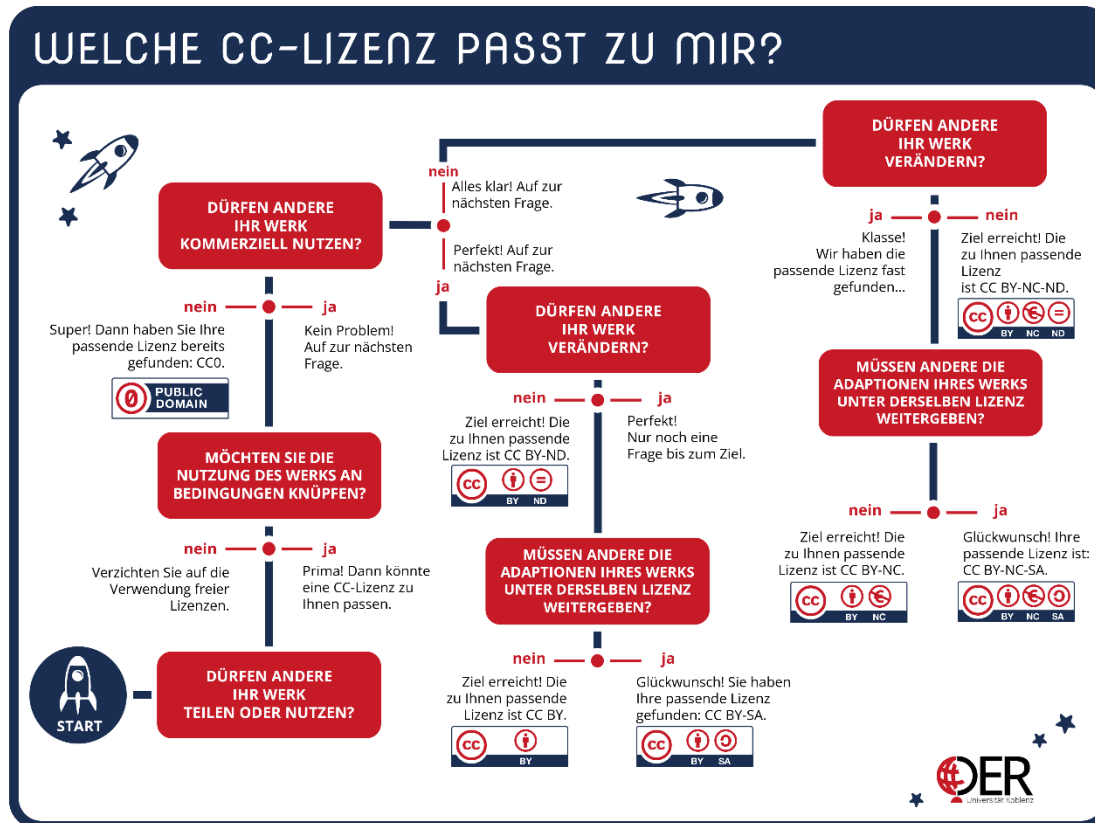 WELCHE CC-LIZENZ PASST ZU MIR?
START
DÜRFEN ANDERE
IHR WERK
TEILEN ODER NUTZEN?
nein
ja
Verzichten Sie auf die
Verwendung freier
Lizenzen.
Prima! Dann könnte
eine CC-Lizenz zu
Ihnen passen.
MÖCHTEN SIE DIE
NUTZUNG DES WERKS AN
BEDINGUNGEN KNÜPFEN?
nein
ja
Super! Dann haben Sie Ihre
passende Lizenz bereits
gefunden: CC0.
0 PUBLIC
DOMAIN
Kein Problem!
Auf zur nächsten
Frage.
DÜRFEN ANDERE
IHR WERK
KOMMERZIELL NUTZEN?
nein
Alles klar! Auf zur
nächsten Frage.
Perfekt! Auf zur
nächsten Frage.
ja
DÜRFEN ANDERE
IHR WERK
VERÄNDERN?
nein
ja
Ziel erreicht! Die
zu Ihnen passende
Lizenz ist CC BY-ND.
cc
BY ND
Perfekt!
Nur noch eine
Frage bis zum Ziel.
MÜSSEN ANDERE DIE
ADAPTIONEN IHRES WERKS
UNTER DERSELBEN LIZENZ
WEITERGEBEN?
nein
ja
Ziel erreicht! Die
zu Ihnen passende
Lizenz ist CC BY.
cc
BY
Glückwunsch! Sie haben
Ihre passende Lizenz
gefunden: CC BY-SA.
cc
BY SA
DÜRFEN ANDERE
IHR WERK
VERÄNDERN?
ja
nein
Klasse!
Wir haben die
passende Lizenz fast
gefunden...
Ziel erreicht! Die
zu Ihnen passende
Lizenz
ist CC BY-NC-ND.
cc
BY NC ND
MÜSSEN ANDERE DIE
ADAPTIONEN IHRES WERKS
UNTER DERSELBEN LIZENZ
WEITERGEBEN?
nein
ja
Ziel erreicht! Die
zu Ihnen passende
Lizenz ist CC BY-NC.
cc
BY NC
Glückwunsch! Ihre
passende Lizenz ist:
CC BY-NC-SA.
cc
BY NC SA
OER
Universität Koblenz